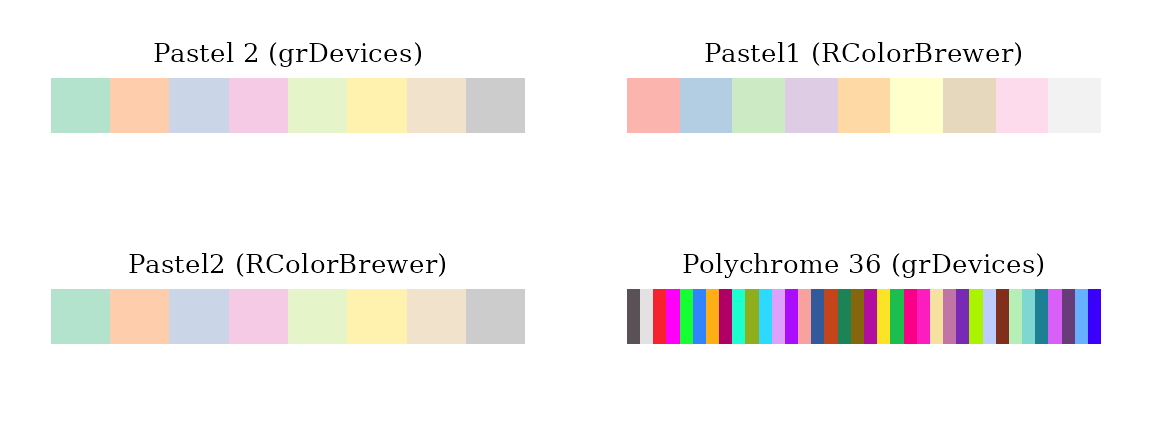 Pastel 2 (grDevices)
Pastel1 (RColorBrewer)
Pastel2 (RColorBrewer)
Polychrome 36 (grDevices)